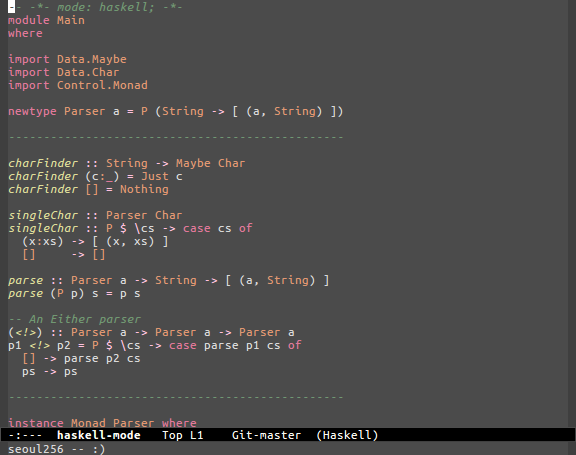 -- -*- mode: haskell; -*-
module Main
where
import Data.Maybe
import Data.Char
import Control.Monad
newtype Parser a = P (String -> [ (a, String) ])
------------------------------------------------
charFinder :: String -> Maybe Char
charFinder (c:_) = Just c
charFinder [] = Nothing
singleChar :: Parser Char
singleChar :: P $ \cs -> case cs of
  (x:xs) -> [ (x, xs) ]
  []     -> []
parse :: Parser a -> String -> [ (a, String) ]
parse (P p) s = p s
-- An Either parser
(<!>) :: Parser a -> Parser a -> Parser a
p1 <!> p2 = P $ \cs -> case parse p1 cs of
  [] -> parse p2 cs
  ps -> ps
------------------------------------------------
instance Monad Parser where
-:---  haskell-mode   Top L1    Git-master  (Haskell)
seoul256 -- :)